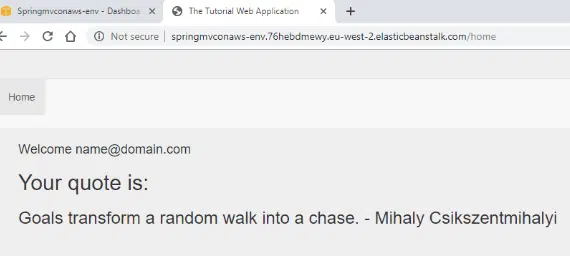 Springmvconaws-env - Dashboa
The Tutorial Web Application
Not secure | springmvconaws-env.76hebdmewy.eu-west-2.elasticbeanstalk.com/home
Home
Welcome name@domain.com
Your quote is:
Goals transform a random walk into a chase. - Mihaly Csikszentmihalyi